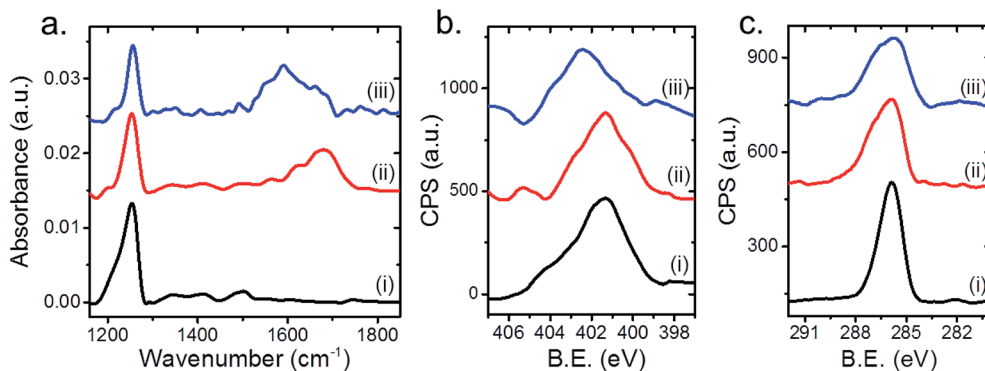 a.
Absorbance (a.u.)
0.03
0.02
0.01
0.00
(iii)
(ii)
(i)
1200 1400 1600 1800
Wavenumber (cm⁻¹)
b.
CPS (a.u.)
1000
500
0
(iii)
(ii)
(i)
406 404 402 400 398
B.E. (eV)
c.
CPS (a.u.)
900
600
300
(iii)
(ii)
(i)
291 288 285 282
B.E. (eV)